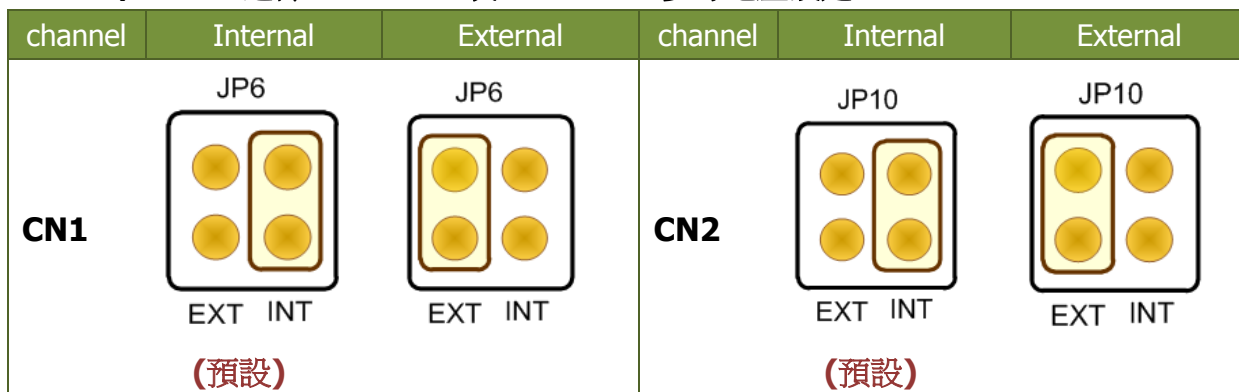 channel Internal External channel Internal External
JP6 JP6 JP10 JP10
CN1 CN2
EXT INT EXT INT EXT INT EXT INT
(預設) (預設)